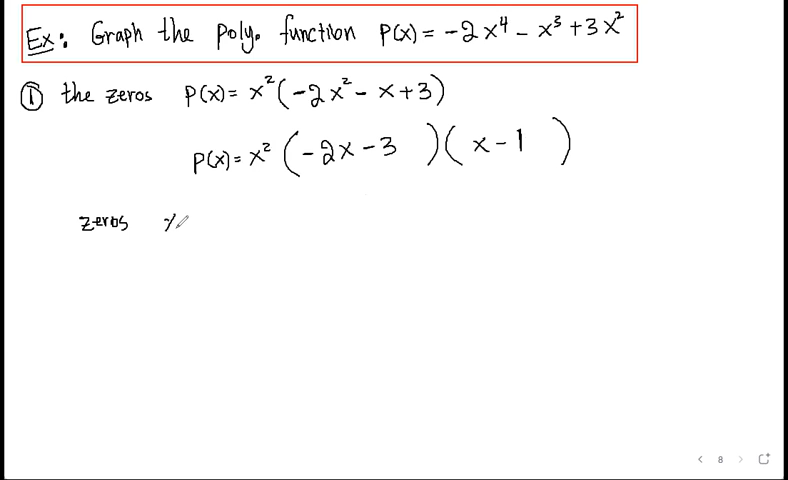 Ex: Graph the poly. function P(x) = -2x⁴ - x³ + 3x²
① the zeros P(x) = x²(-2x² - x + 3)
P(x) = x² (-2x - 3 )( x - 1 )
zeros x
8